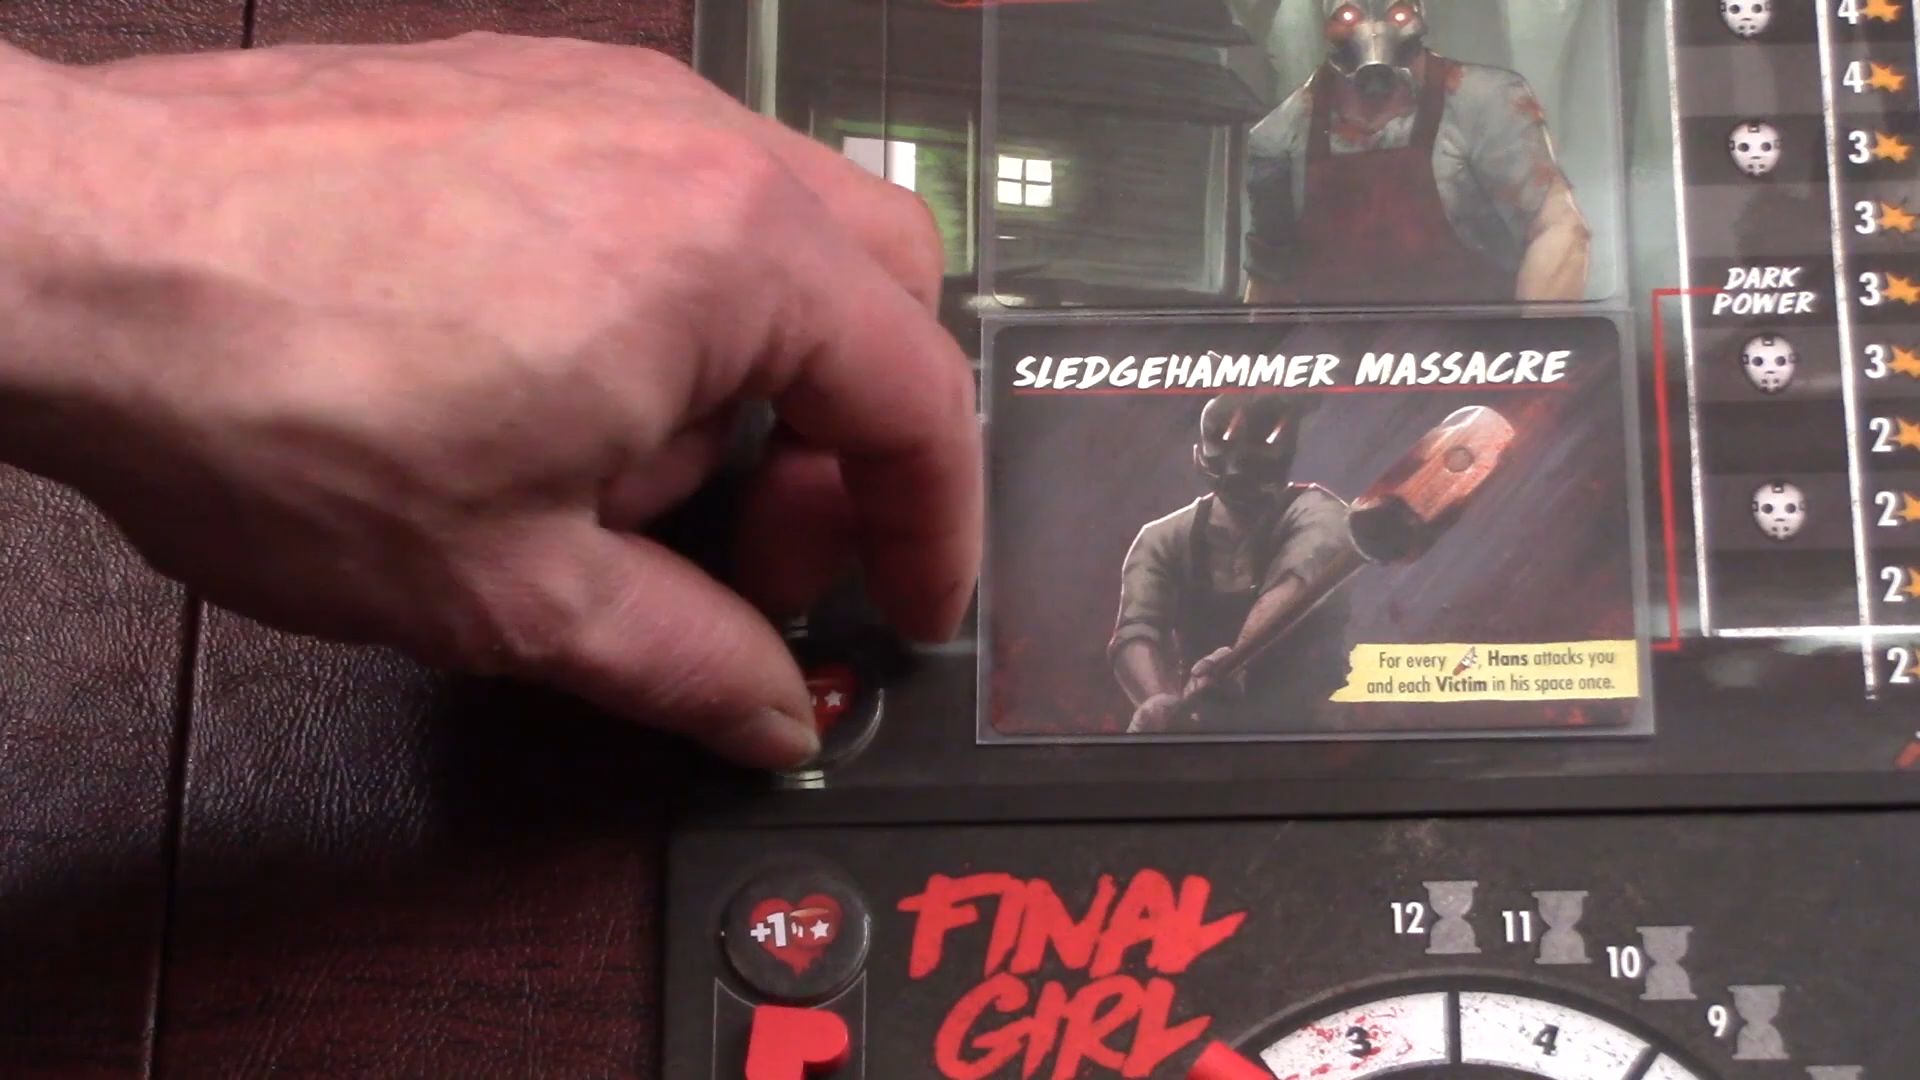 4
4
3
3
DARK
POWER
3
3
2
2
2
2
SLEDGEHAMMER MASSACRE
For every , Hans attacks you
and each Victim in his space once.
+1
FINAL
GIRL
12
11
10
9
3
4